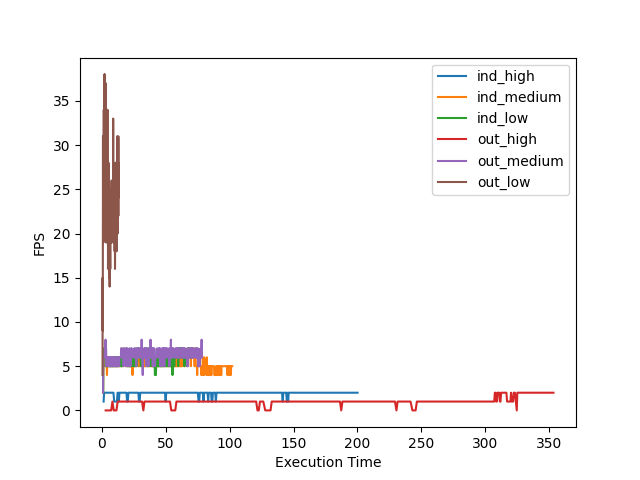 ind_high
ind_medium
ind_low
out_high
out_medium
out_low
FPS
35
30
25
20
15
10
5
0
0 50 100 150 200 250 300 350
Execution Time